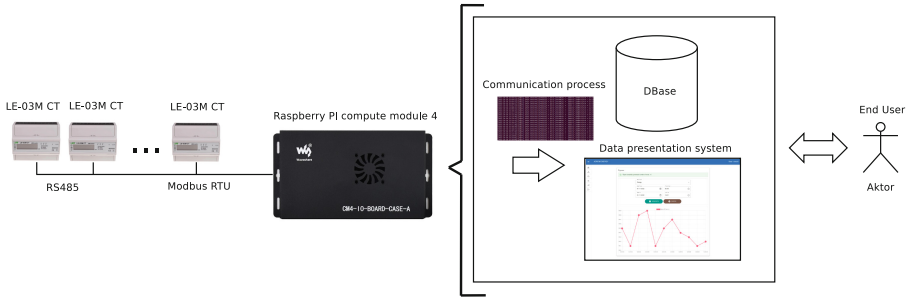 LE-03M CT
LE-03M CT
LE-03M CT
RS485
Modbus RTU
Raspberry PI compute module 4
Waveshare
CM4-IO-BOARD-CASE-A
Communication process
DBase
Data presentation system
End User
Aktor